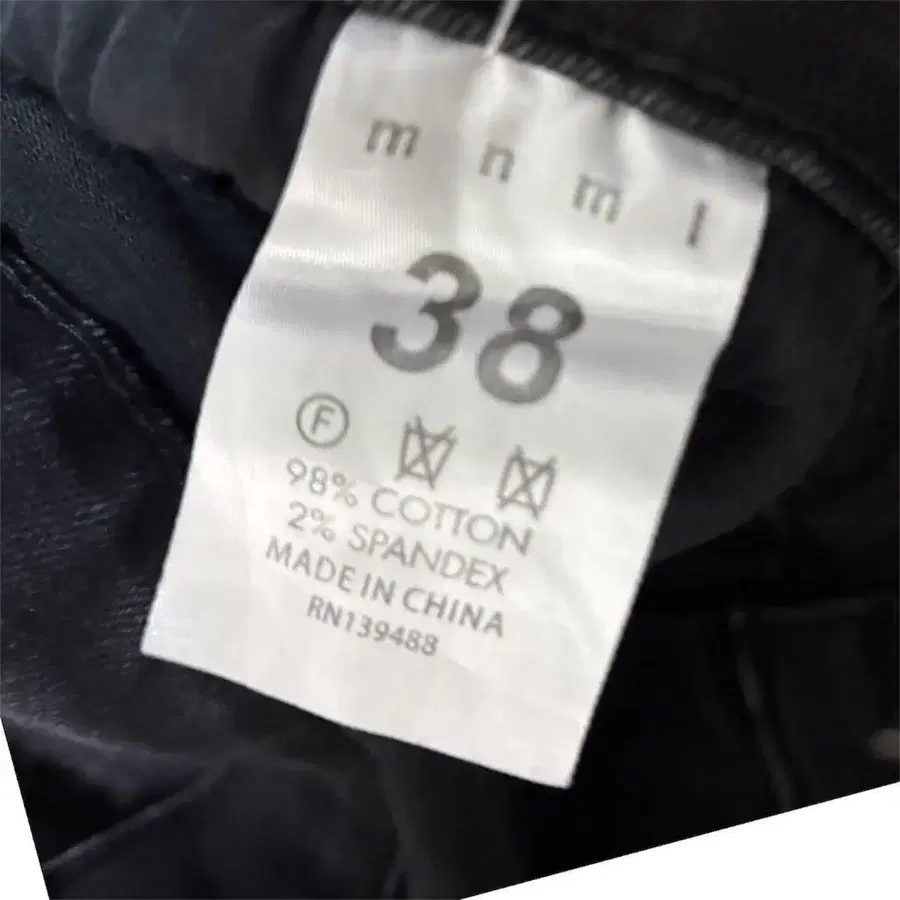 m n m l
38
F
98% COTTON
2% SPANDEX
MADE IN CHINA
RN139488